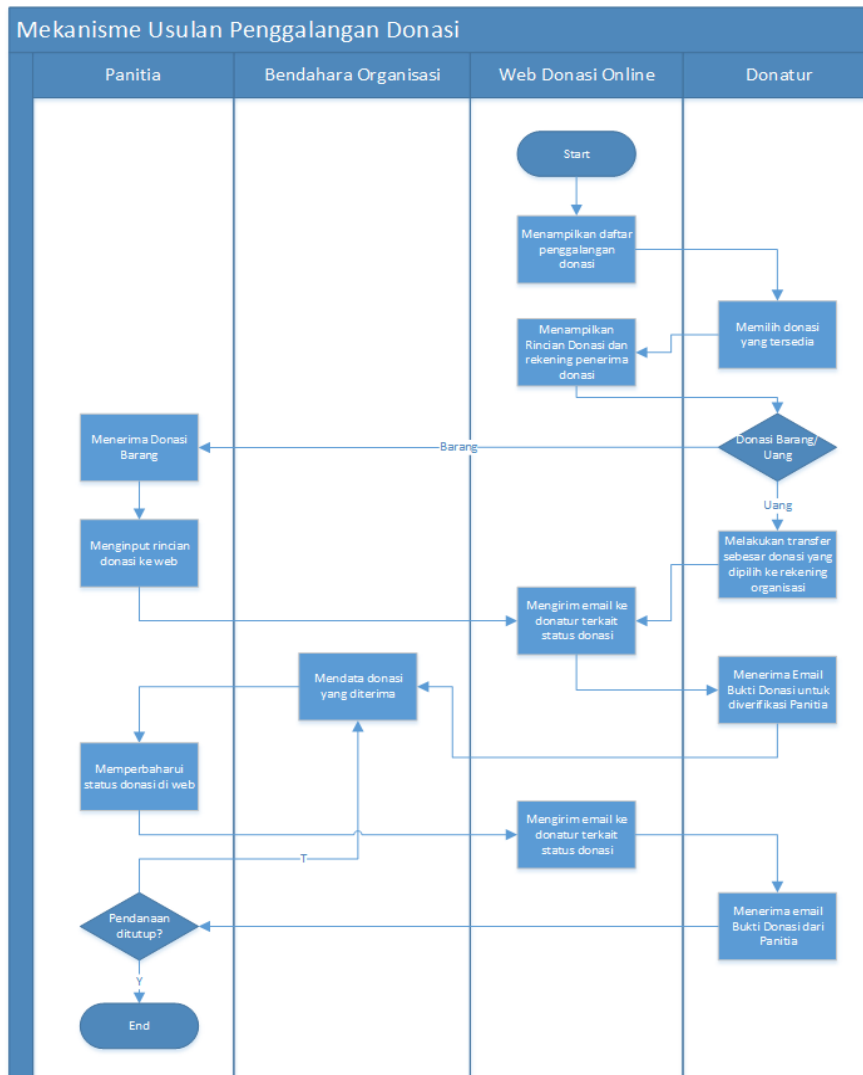 Mekanisme Usulan Penggalangan Donasi
Panitia
Bendahara Organisasi
Web Donasi Online
Donatur
Start
Menampilkan daftar
penggalangan
donasi
Memilih donasi
yang tersedia
Menampilkan
Rincian Donasi dan
rekening penerima
donasi
Donasi Barang/
Uang
Barang
Menerima Donasi
Barang
Uang
Menginput rincian
donasi ke web
Melakukan transfer
sebesar donasi yang
dipilih ke rekening
organisasi
Mengirim email ke
donatur terkait
status donasi
Menerima Email
Bukti Donasi untuk
diverifikasi Panitia
Mendata donasi
yang diterima
Memperbaharui
status donasi di web
Mengirim email ke
donatur terkait
status donasi
T
Menerima email
Bukti Donasi dari
Panitia
Pendanaan
ditutup?
Y
End